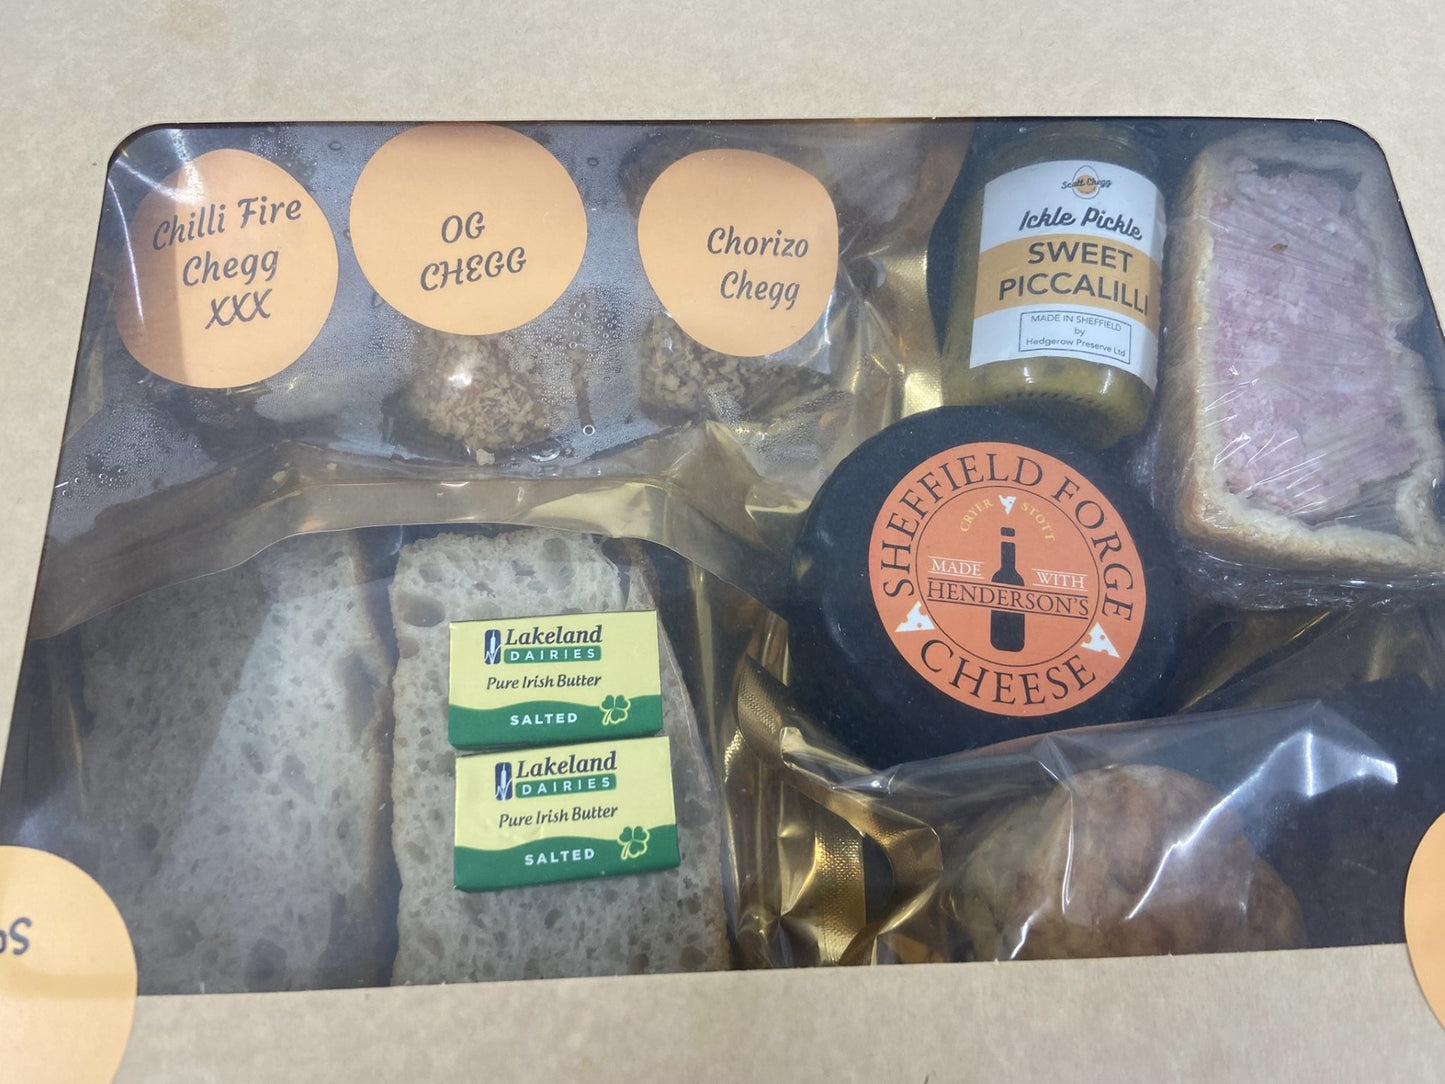 Chilli Fire
Chegg
XXX
OG
CHEGG
Chorizo
Chegg
Scott Chegg
Ickle Pickle
SWEET
PICCALILLI
MADE IN SHEFFIELD
by
Hedgerow Preserve Ltd
SHEFFIELD FORGE
CRYER STOTT
MADE WITH
HENDERSON'S
CHEESE
Lakeland
DAIRIES
Pure Irish Butter
SALTED
Lakeland
DAIRIES
Pure Irish Butter
SALTED